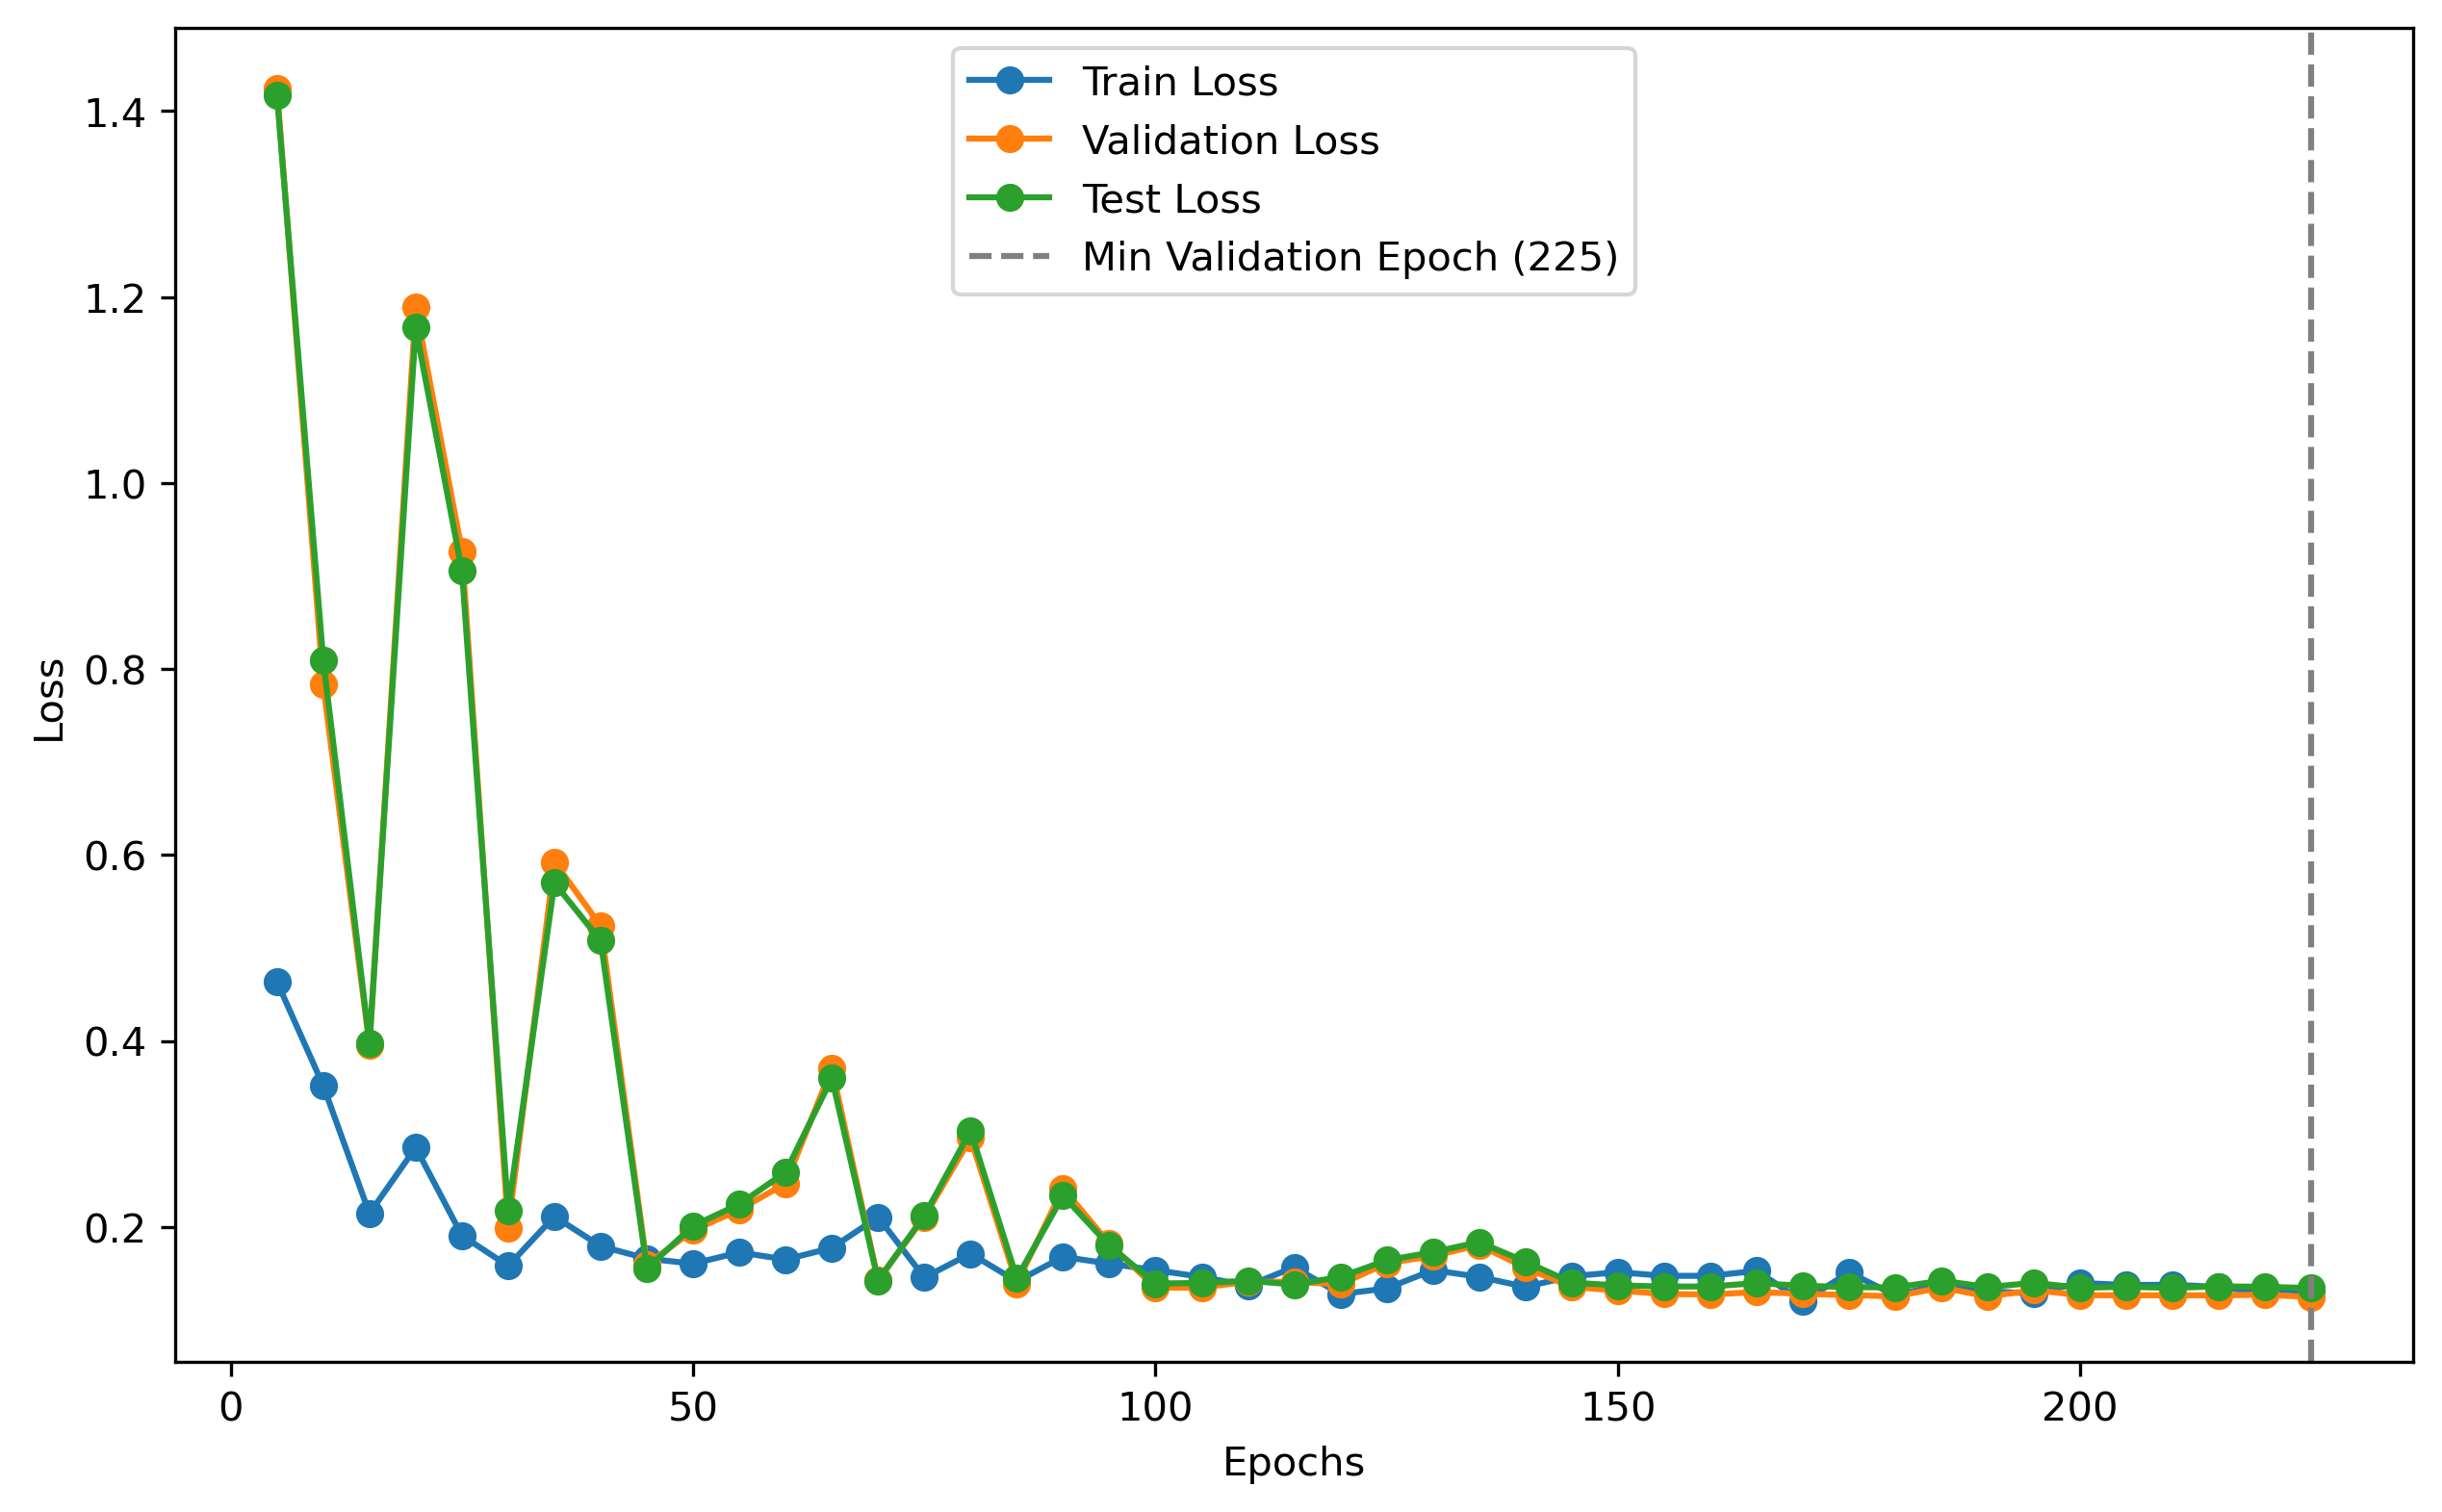 Train Loss
Validation Loss
Test Loss
Min Validation Epoch (225)
1.4
1.2
1.0
0.8
0.6
0.4
0.2
Loss
0 50 100 150 200
Epochs